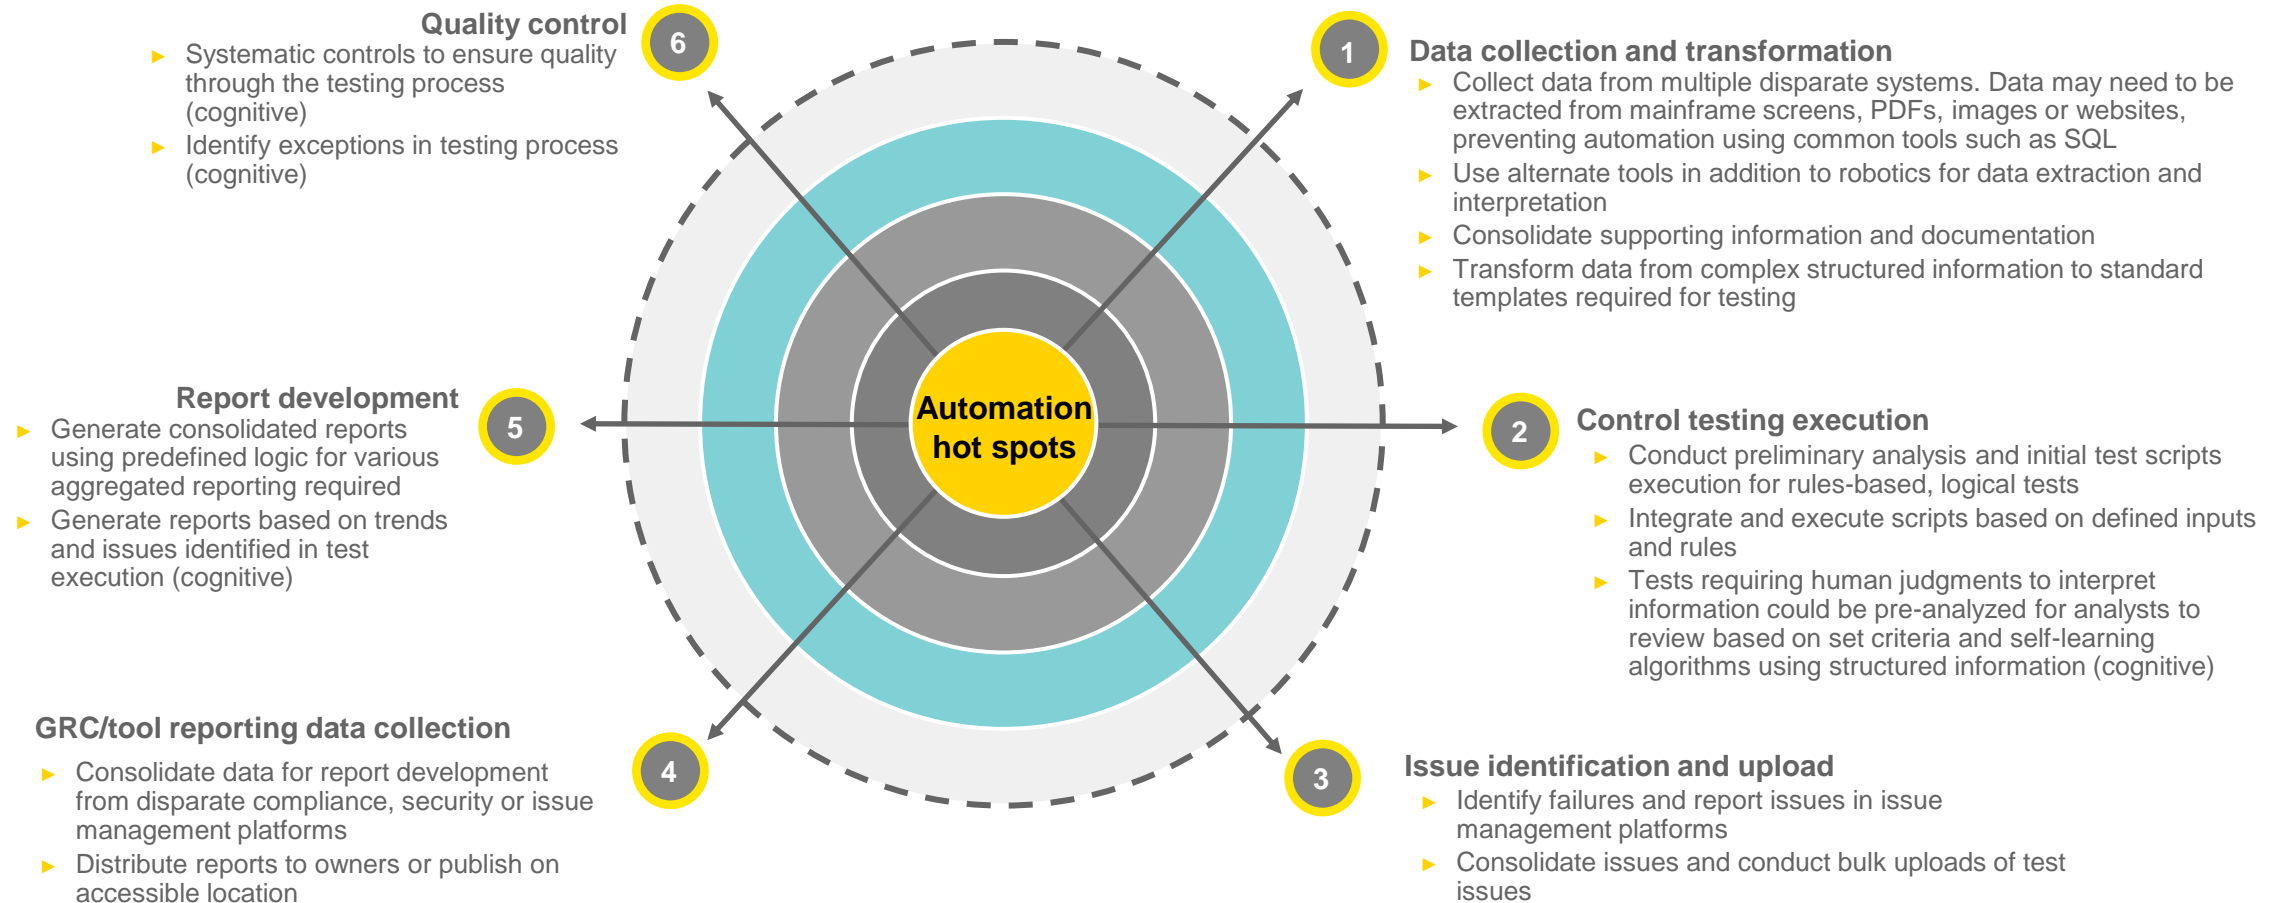 Quality control
► Systematic controls to ensure quality
through the testing process
(cognitive)
► Identify exceptions in testing process
(cognitive)
6
1
Data collection and transformation
► Collect data from multiple disparate systems. Data may need to be
extracted from mainframe screens, PDFs, images or websites,
preventing automation using common tools such as SQL
► Use alternate tools in addition to robotics for data extraction and
interpretation
► Consolidate supporting information and documentation
► Transform data from complex structured information to standard
templates required for testing
Report development
► Generate consolidated reports
using predefined logic for various
aggregated reporting required
► Generate reports based on trends
and issues identified in test
execution (cognitive)
5
Automation
hot spots
2
Control testing execution
► Conduct preliminary analysis and initial test scripts
execution for rules-based, logical tests
► Integrate and execute scripts based on defined inputs
and rules
► Tests requiring human judgments to interpret
information could be pre-analyzed for analysts to
review based on set criteria and self-learning
algorithms using structured information (cognitive)
GRC/tool reporting data collection
► Consolidate data for report development
from disparate compliance, security or issue
management platforms
► Distribute reports to owners or publish on
accessible location
4
3
Issue identification and upload
► Identify failures and report issues in issue
management platforms
► Consolidate issues and conduct bulk uploads of test
issues